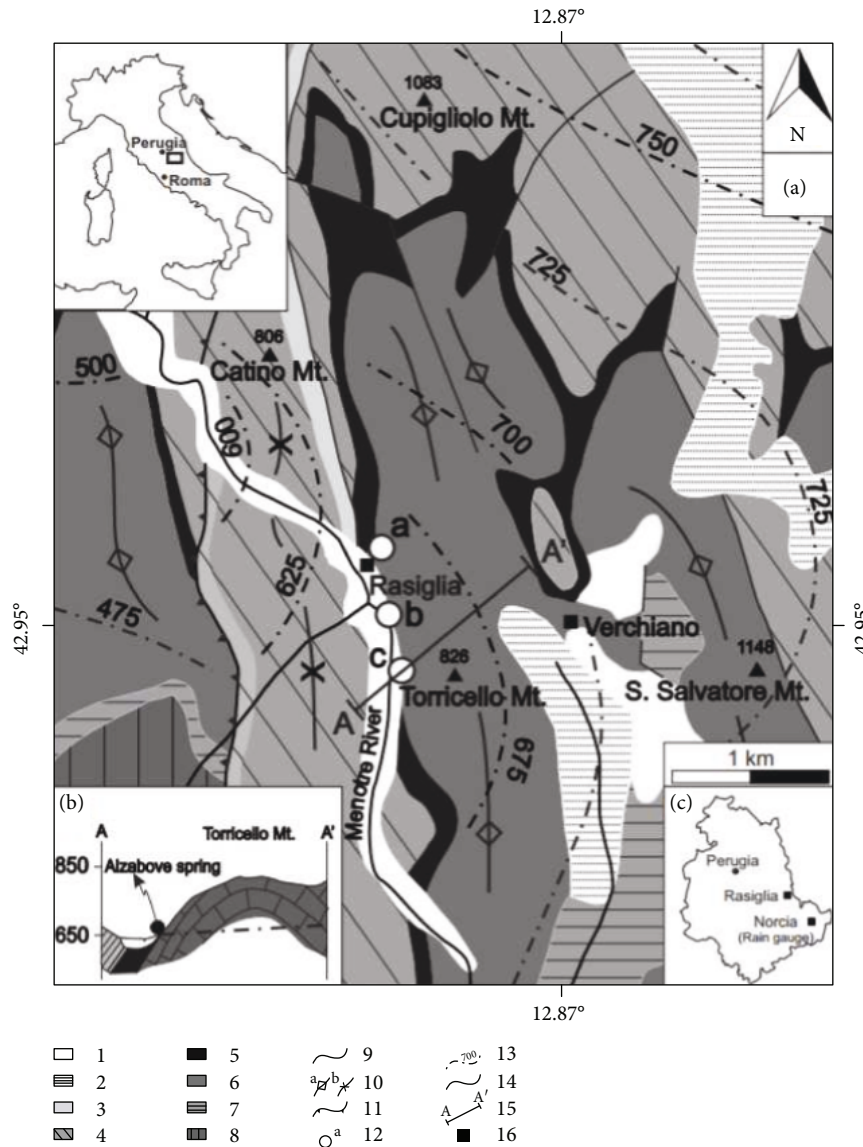 12.87°
1083
Cupigliolo Mt.
750
N
(a)
Perugia
Roma
725
806
Catino Mt.
500
600
700
725
a
A'
625
Rasiglia
475
b
42.95°
42.95°
Verchiano
1148
c
826
Torricello Mt.
S. Salvatore Mt.
A
Menotre River
675
1 km
(b)
A
Torricello Mt.
A'
850
Alzabove spring
650
(c)
Perugia
Rasiglia
Norcia
(Rain gauge)
12.87°
1 5 9 700 13
2 6 a b 10 14
3 7 11 A A' 15
4 8 a 12 16